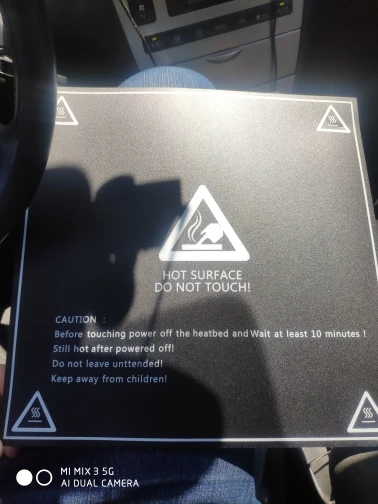 HOT SURFACE
DO NOT TOUCH!
CAUTION :
Before touching power off the heatbed and Wait at least 10 minutes !
Still hot after powered off!
Do not leave unttended!
Keep away from children!
MI MIX 3 5G
AI DUAL CAMERA